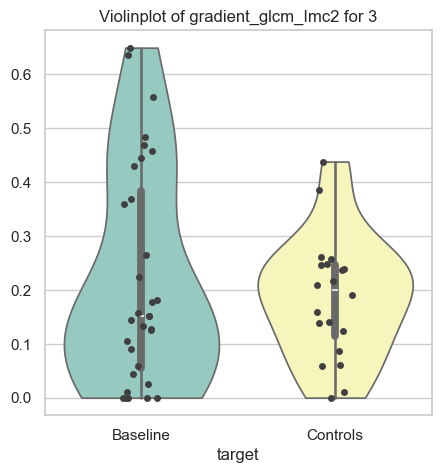 Violinplot of gradient_glcm_Imc2 for 3
0.6
0.5
0.4
0.3
0.2
0.1
0.0
Baseline
Controls
target